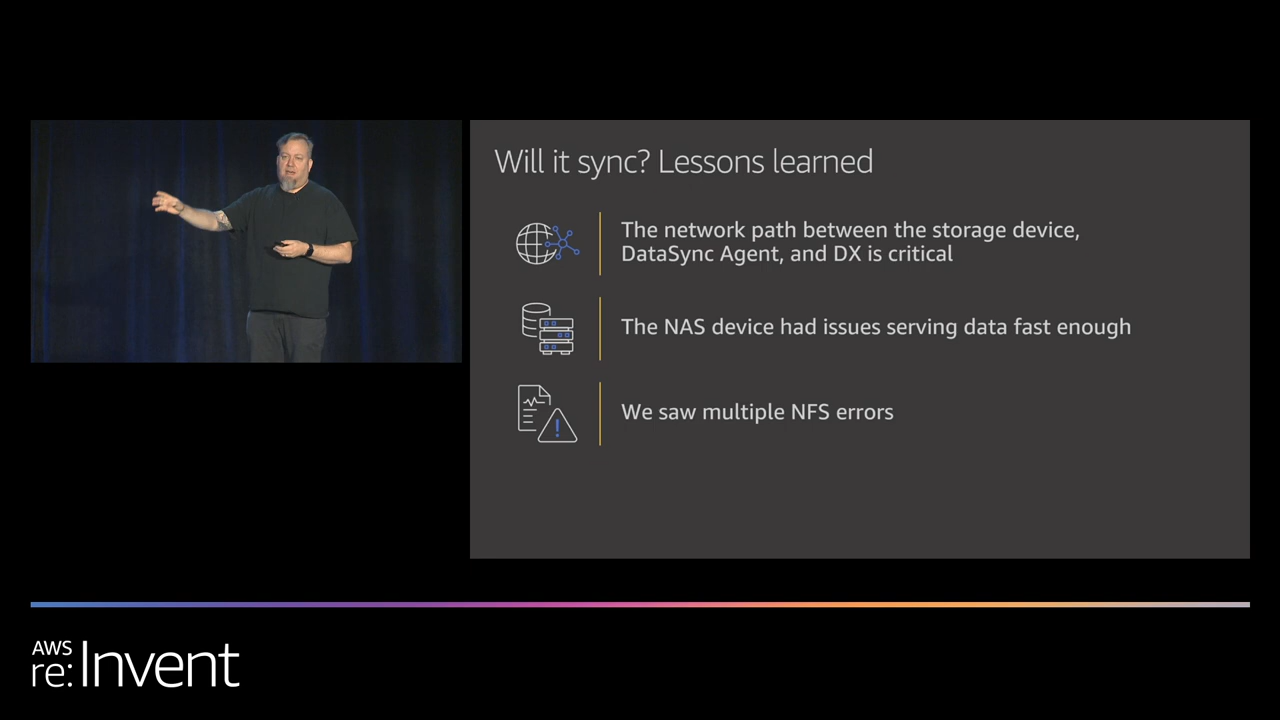 Will it sync? Lessons learned
The network path between the storage device,
DataSync Agent, and DX is critical
The NAS device had issues serving data fast enough
We saw multiple NFS errors
AWS
re:Invent